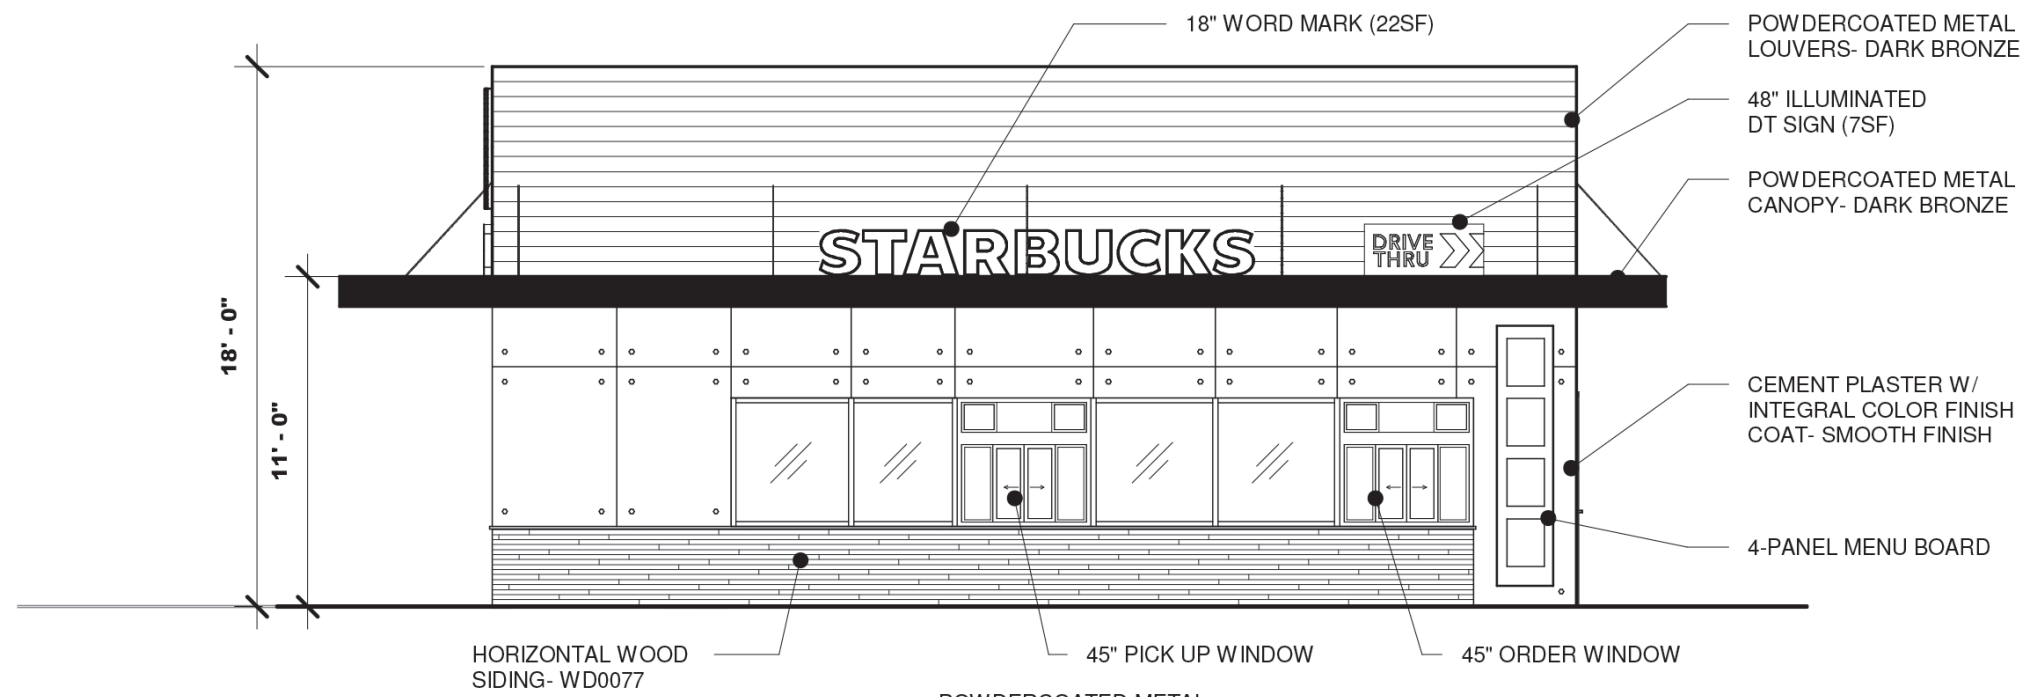 18" WORD MARK (22SF)
POWDERCOATED METAL
LOUVERS- DARK BRONZE
48" ILLUMINATED
DT SIGN (7SF)
POWDERCOATED METAL
CANOPY- DARK BRONZE
STARBUCKS
DRIVE
THRU
18' - 0"
11' - 0"
CEMENT PLASTER W/
INTEGRAL COLOR FINISH
COAT- SMOOTH FINISH
4-PANEL MENU BOARD
HORIZONTAL WOOD
SIDING- WD0077
45" PICK UP WINDOW
45" ORDER WINDOW
POWDERCOATED METAL